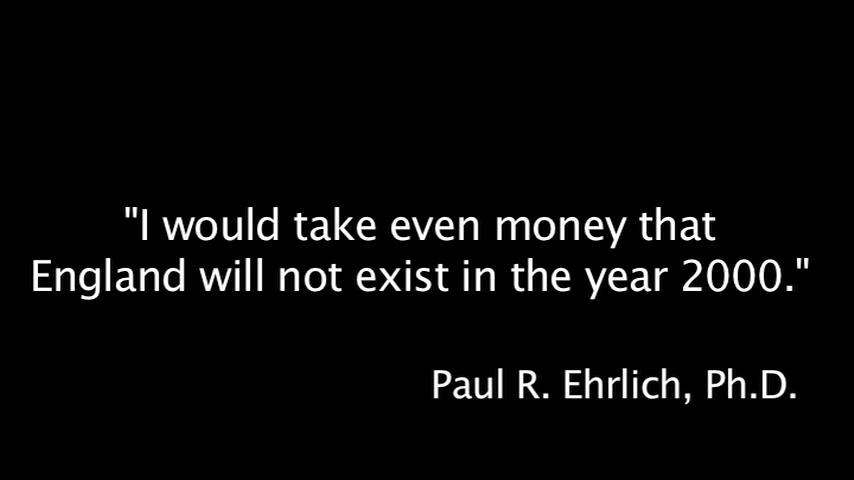 "I would take even money that
England will not exist in the year 2000."
Paul R. Ehrlich, Ph.D.